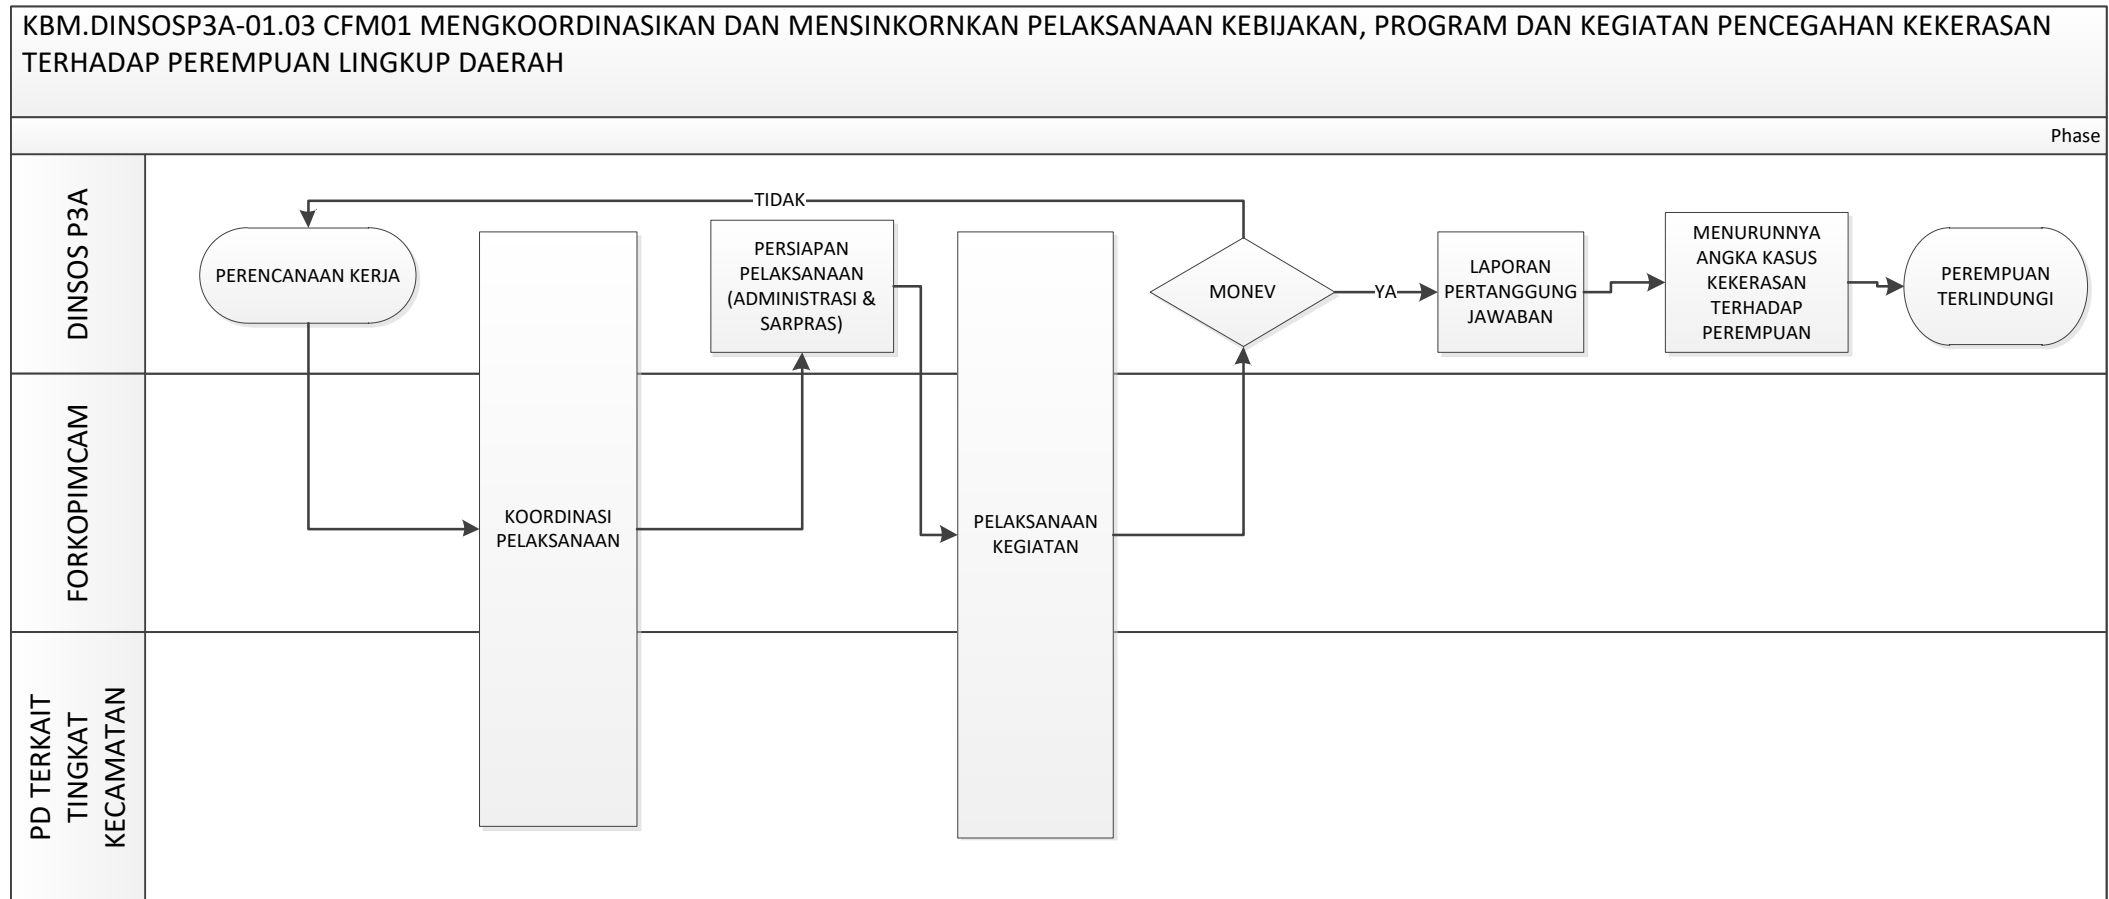 KBM.DINSOSP3A-01.03 CFM01 MENGKOORDINASIKAN DAN MENSINKORNKAN PELAKSANAAN KEBIJAKAN, PROGRAM DAN KEGIATAN PENCEGAHAN KEKERASAN
TERHADAP PEREMPUAN LINGKUP DAERAH
Phase
DINSOS P3A
TIDAK
PERENCANAAN KERJA
PERSIAPAN
PELAKSANAAN
(ADMINISTRASI &
SARPRAS)
MONEV
YA
LAPORAN
PERTANGGUNG
JAWABAN
MENURUNNYA
ANGKA KASUS
KEKERASAN
TERHADAP
PEREMPUAN
PEREMPUAN
TERLINDUNGI
FORKOPIMCAM
KOORDINASI
PELAKSANAAN
PELAKSANAAN
KEGIATAN
PD TERKAIT
TINGKAT
KECAMATAN